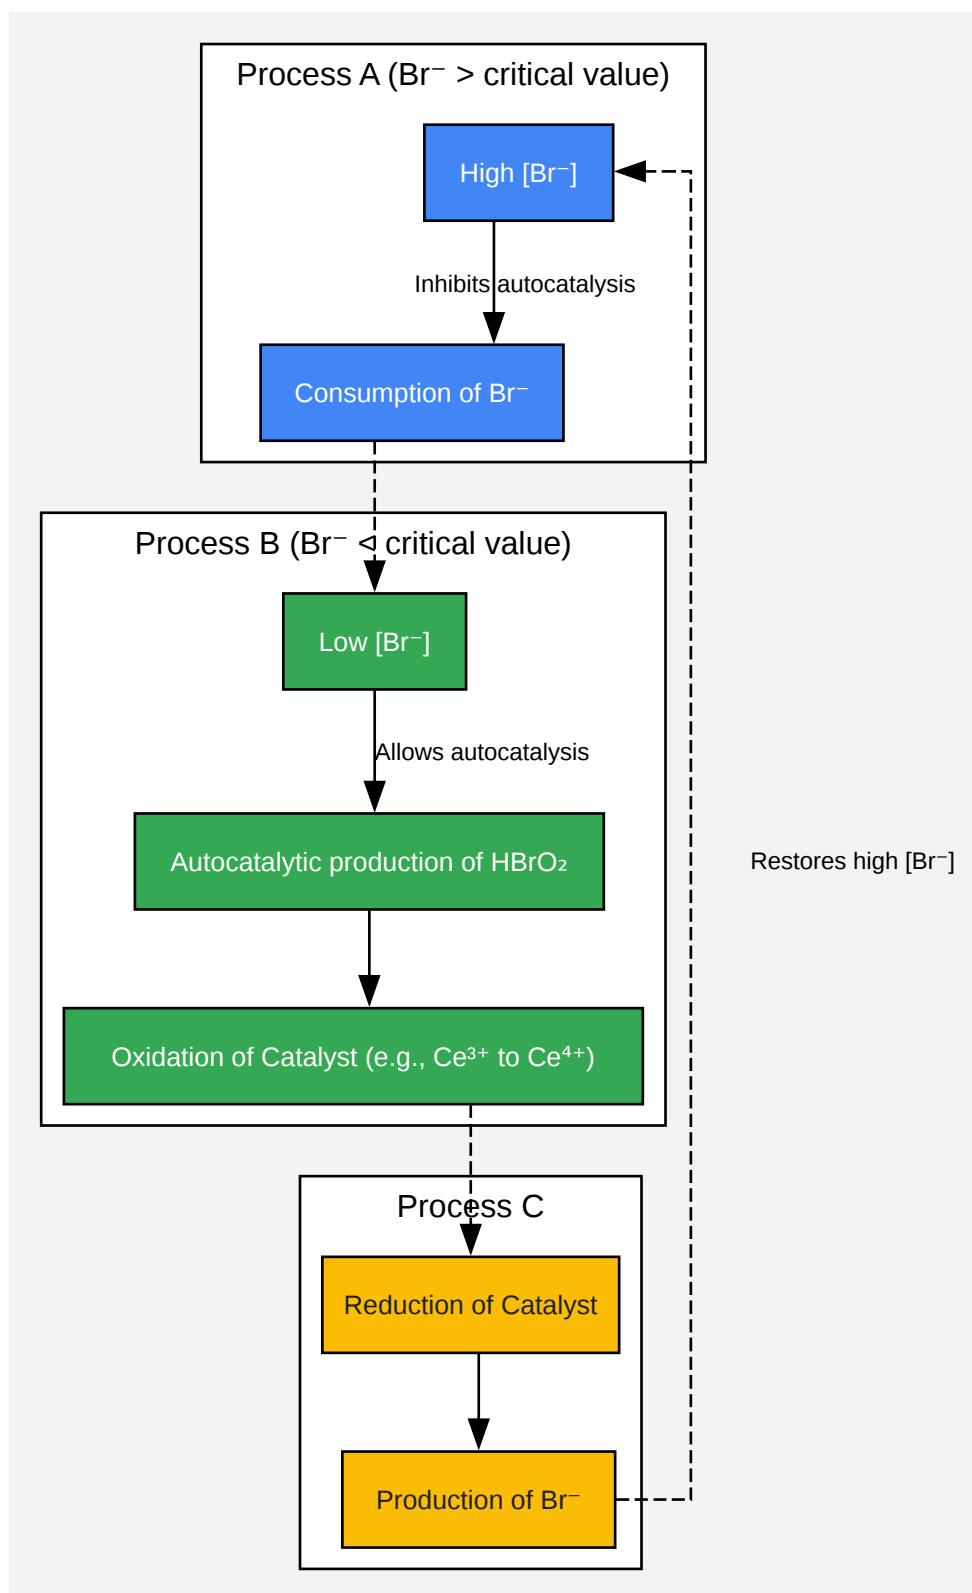 Process A (Br⁻ > critical value)
High [Br⁻]
Inhibits autocatalysis
Consumption of Br⁻
Process B (Br⁻ < critical value)
Low [Br⁻]
Allows autocatalysis
Autocatalytic production of HBrO₂
Restores high [Br⁻]
Oxidation of Catalyst (e.g., Ce³⁺ to Ce⁴⁺)
Process C
Reduction of Catalyst
Production of Br⁻